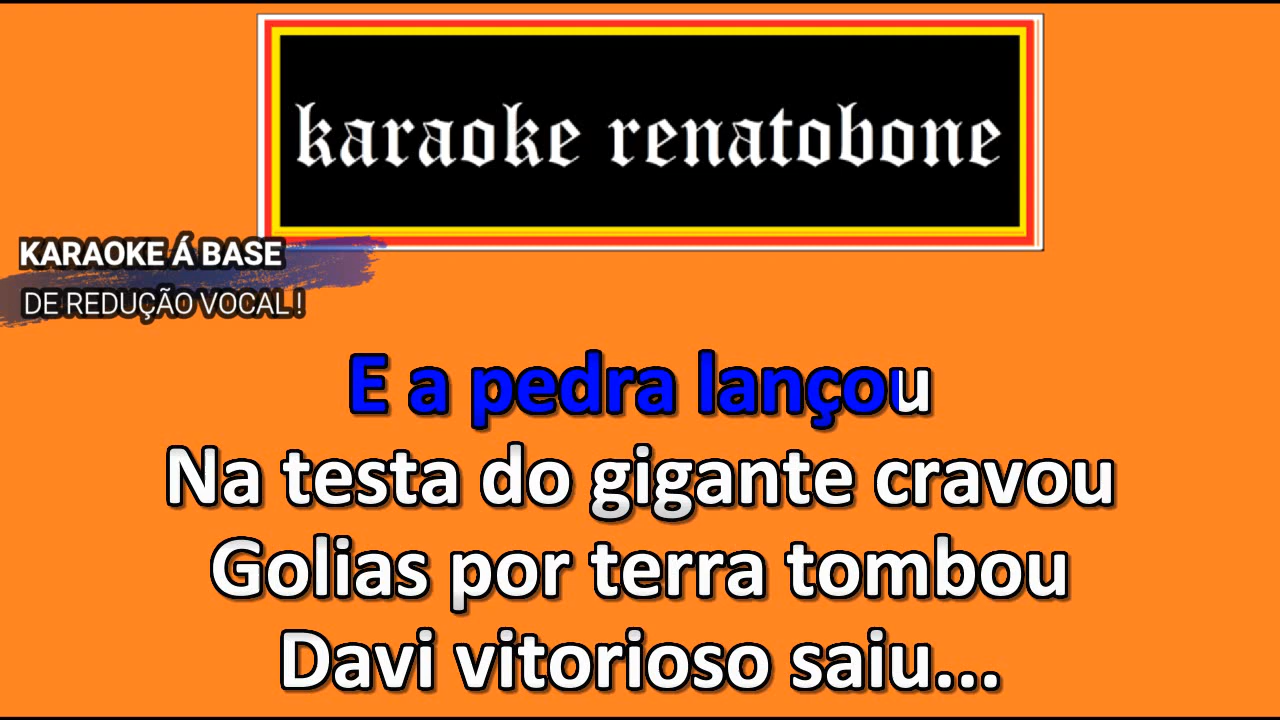 karaoke renatobone
KARAOKE Á BASE
DE REDUÇÃO VOCAL !
E a pedra lançou
Na testa do gigante cravou
Golias por terra tombou
Davi vitorioso saiu...